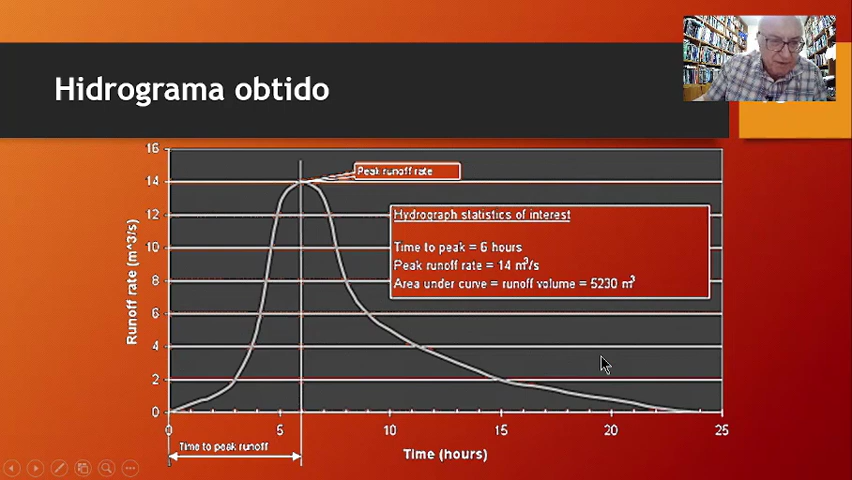 Hidrograma obtido
16
14
12
10
8
6
4
2
0
Runoff rate (m^3/s)
Peak runoff rate
Hydrograph statistics of interest
Time to peak = 6 hours
Peak runoff rate = 14 m³/s
Area under curve = runoff volume = 5230 m³
0 5 10 15 20 25
Time to peak runoff
Time (hours)